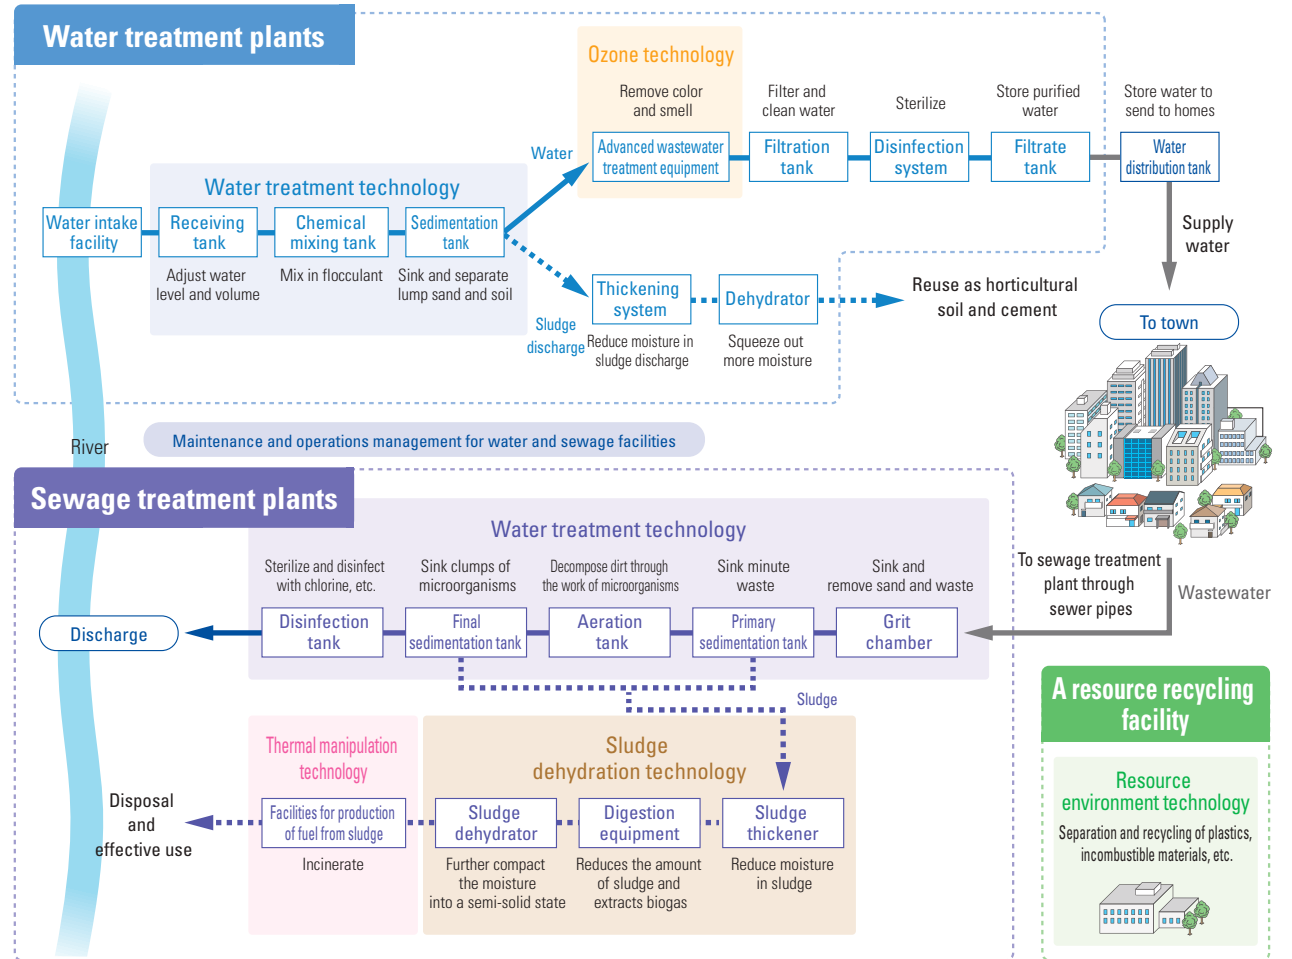 Water treatment plants
Ozone technology
Remove color
and smell
Filter and
clean water
Sterilize
Store purified
water
Store water to
send to homes
Water
Advanced wastewater
treatment equipment
Filtration
tank
Disinfection
system
Filtrate
tank
Water
distribution tank
Water treatment technology
Water intake
facility
Receiving
tank
Chemical
mixing tank
Sedimentation
tank
Adjust water
level and volume
Mix in flocculant
Sink and separate
lump sand and soil
Supply
water
Sludge
discharge
Thickening
system
Dehydrator
Reduce moisture in
sludge discharge
Squeeze out
more moisture
Reuse as horticultural
soil and cement
To town
River
Maintenance and operations management for water and sewage facilities
Sewage treatment plants
Water treatment technology
Sterilize and disinfect
with chlorine, etc.
Sink clumps of
microorganisms
Decompose dirt through
the work of microorganisms
Sink minute
waste
Sink and
remove sand and waste
To sewage treatment
plant through
sewer pipes
Wastewater
Discharge
Disinfection
tank
Final
sedimentation tank
Aeration
tank
Primary
sedimentation tank
Grit
chamber
Sludge
Thermal manipulation
technology
Sludge
dehydration technology
Disposal
and
effective use
Facilities for production
of fuel from sludge
Sludge
dehydrator
Digestion
equipment
Sludge
thickener
Incinerate
Further compact
the moisture
into a semi-solid state
Reduces the amount
of sludge and
extracts biogas
Reduce moisture
in sludge
A resource recycling
facility
Resource
environment technology
Separation and recycling of plastics,
incombustible materials, etc.